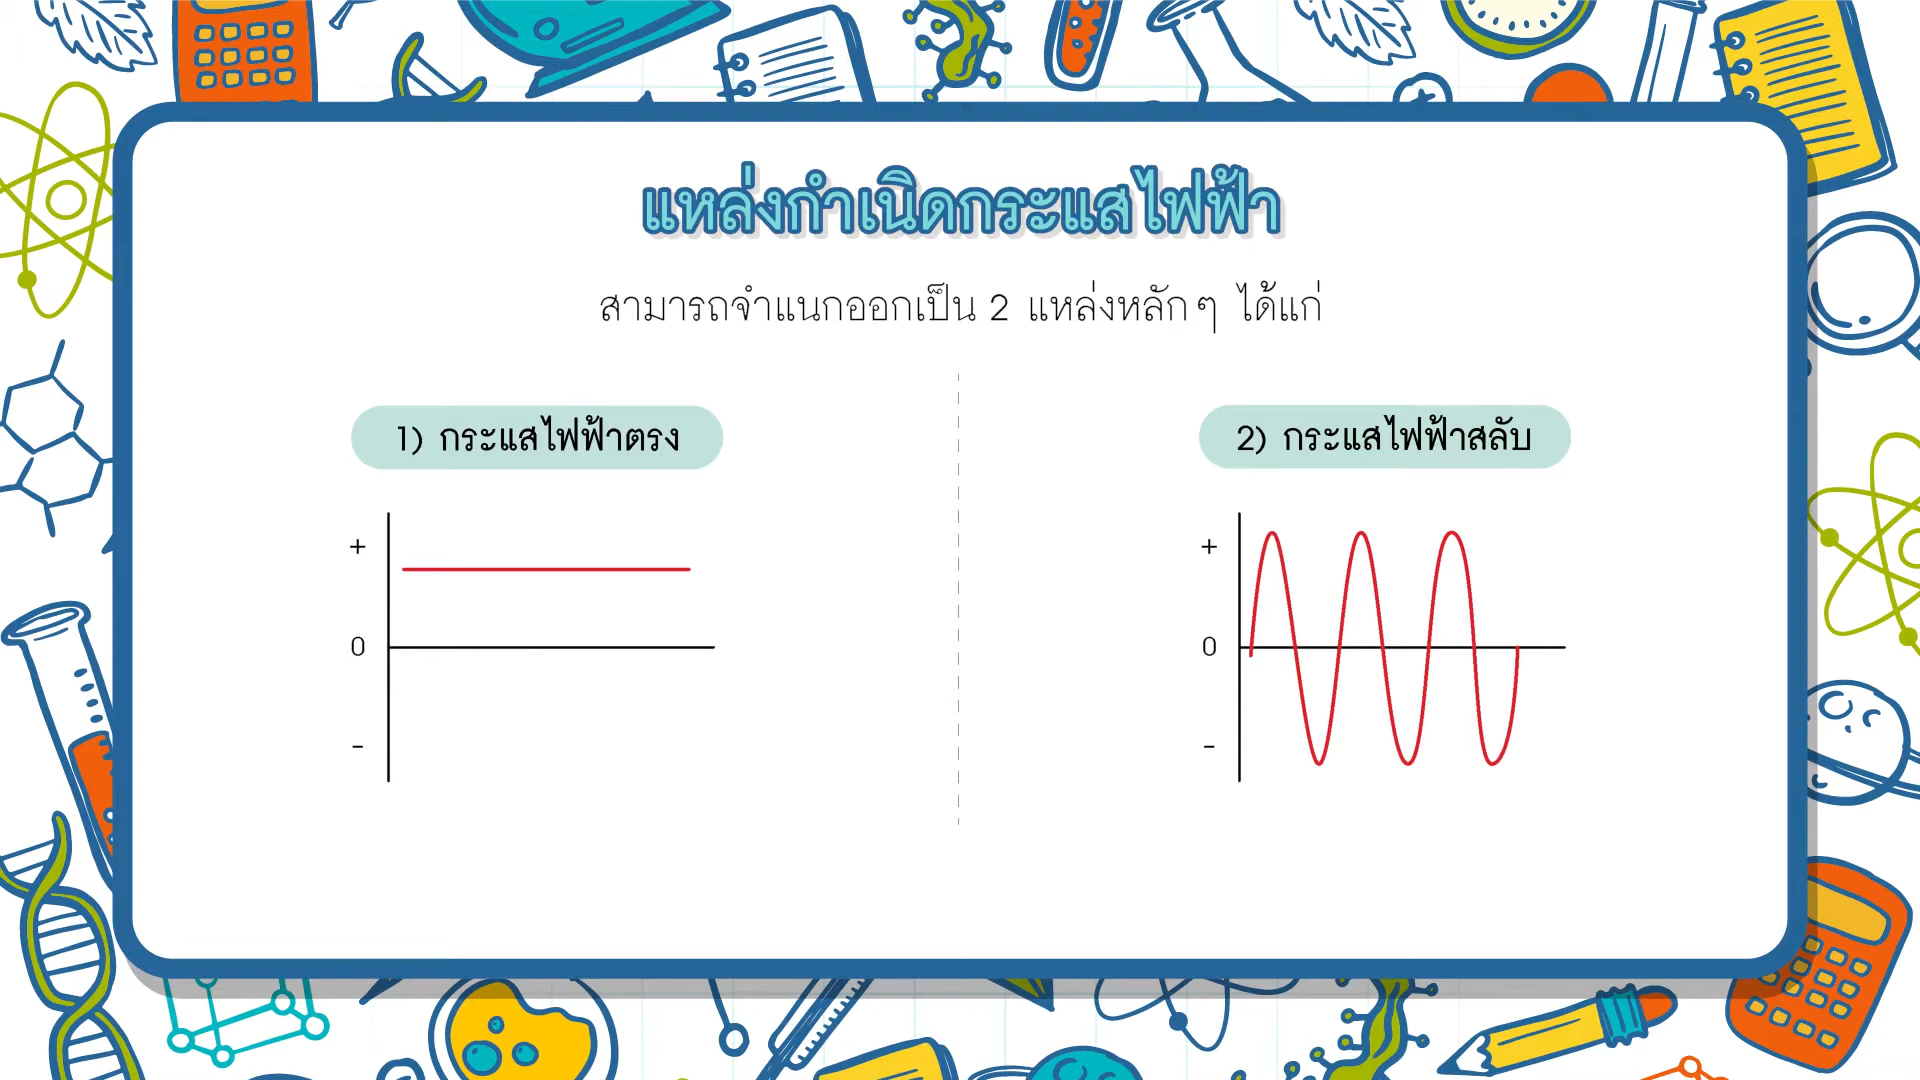 แหล่งกำเนิดกระแสไฟฟ้า
สามารถจำแนกออกเป็น 2 แหล่งหลักๆ ได้แก่
1) กระแสไฟฟ้าตรง
+
0
-
2) กระแสไฟฟ้าสลับ
+
0
-